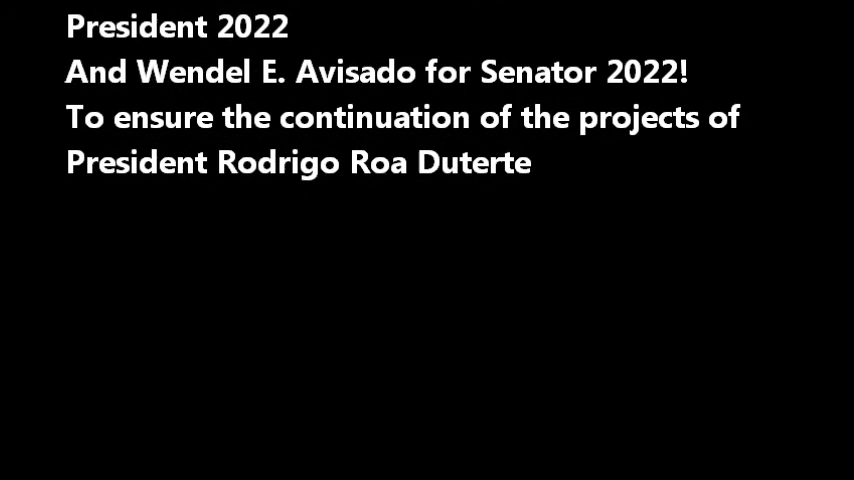 President 2022
And Wendel E. Avisado for Senator 2022!
To ensure the continuation of the projects of
President Rodrigo Roa Duterte